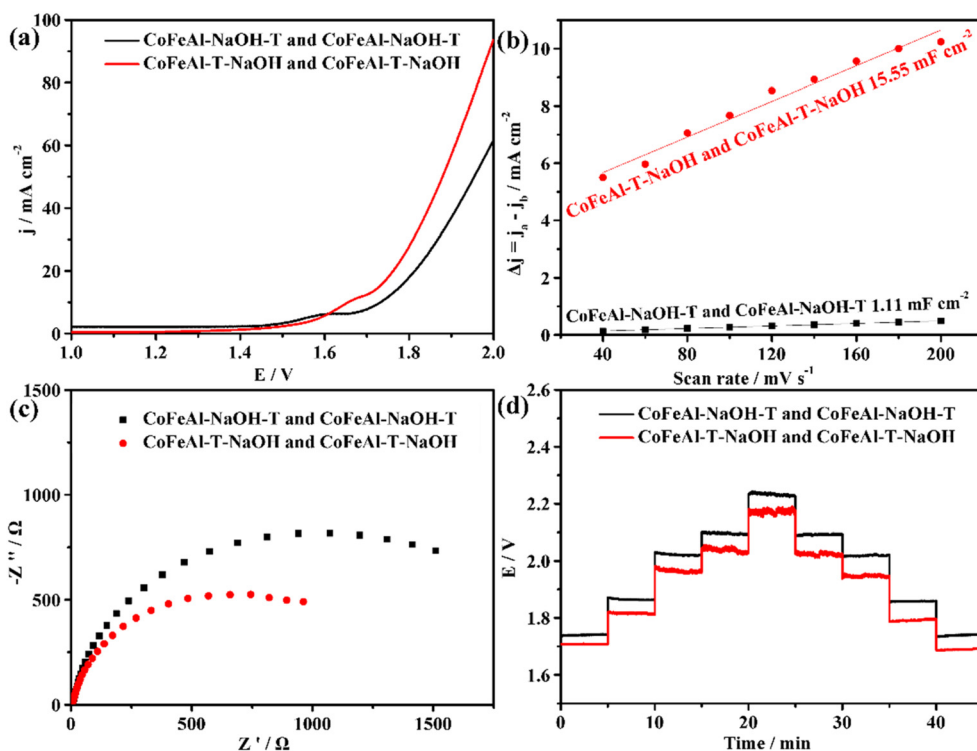 (a)
CoFeAl-NaOH-T and CoFeAl-NaOH-T
CoFeAl-T-NaOH and CoFeAl-T-NaOH
j / mA cm⁻²
100
80
60
40
20
0
1.0 1.2 1.4 1.6 1.8 2.0
E / V
(b)
CoFeAl-T-NaOH and CoFeAl-T-NaOH 15.55 mF cm⁻²
CoFeAl-NaOH-T and CoFeAl-NaOH-T 1.11 mF cm⁻²
Δj = jₐ - j_b / mA cm⁻²
10
8
6
4
2
0
40 80 120 160 200
Scan rate / mV s⁻¹
(c)
CoFeAl-NaOH-T and CoFeAl-NaOH-T
CoFeAl-T-NaOH and CoFeAl-T-NaOH
-Z'' / Ω
1500
1000
500
0
0 500 1000 1500
Z' / Ω
(d)
CoFeAl-NaOH-T and CoFeAl-NaOH-T
CoFeAl-T-NaOH and CoFeAl-T-NaOH
E / V
2.6
2.4
2.2
2.0
1.8
1.6
0 10 20 30 40
Time / min